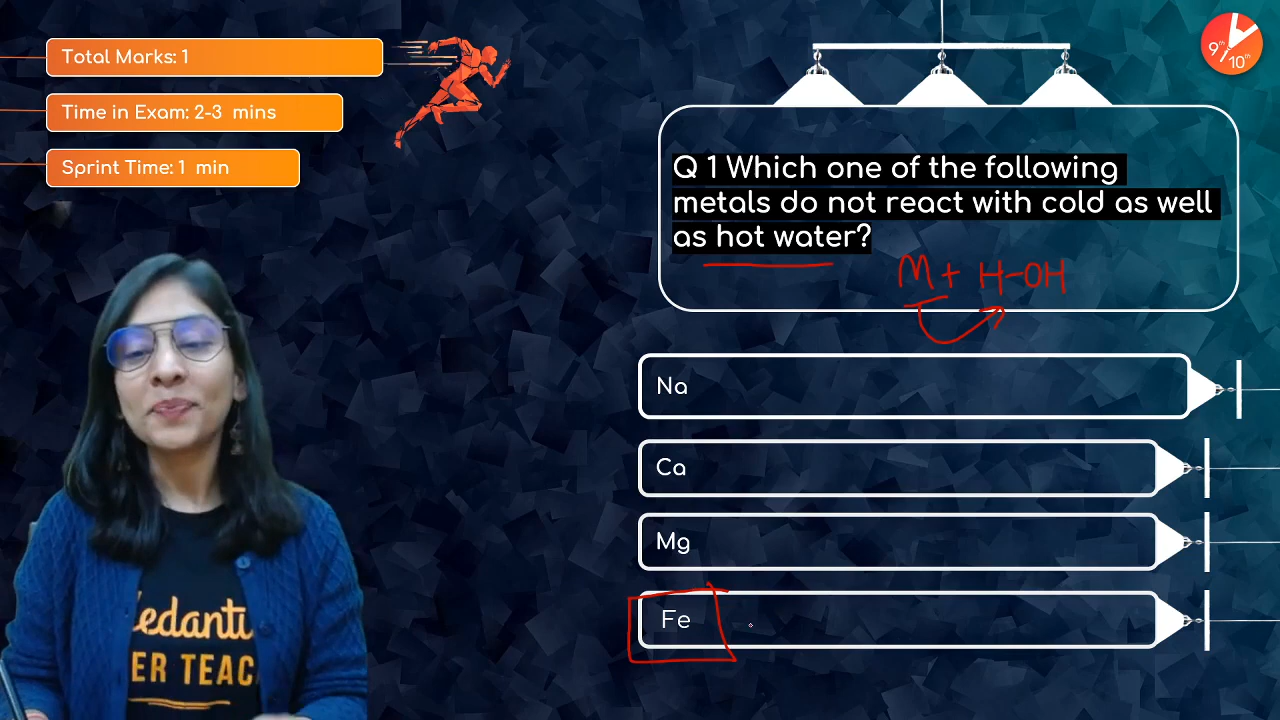 Total Marks: 1
Time in Exam: 2-3 mins
Sprint Time: 1 min
9th
10th
Q 1 Which one of the following
metals do not react with cold as well
as hot water?
M + H-OH
Na
Ca
Mg
Fe
edantu
ER TEAC